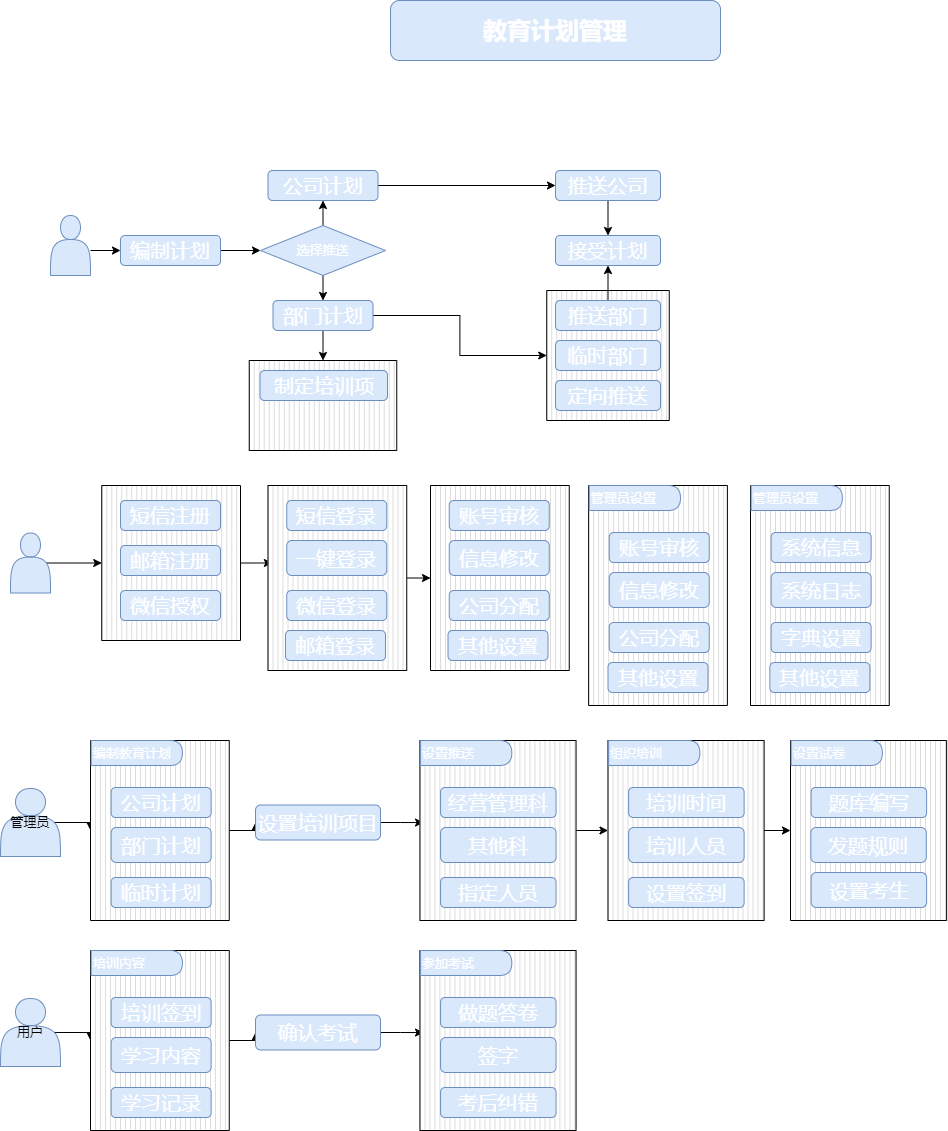 教育计划管理
公司计划
推送公司
编制计划
选择推送
接受计划
部门计划
推送部门
临时部门
定向推送
制定培训项
短信注册
邮箱注册
微信授权
短信登录
一键登录
微信登录
邮箱登录
账号审核
信息修改
公司分配
其他设置
管理员设置
账号审核
信息修改
公司分配
其他设置
管理员设置
系统信息
系统日志
字典设置
其他设置
管理员
编制教育计划
公司计划
部门计划
临时计划
设置培训项目
设置推送
经营管理科
其他科
指定人员
组织培训
培训时间
培训人员
设置签到
设置试卷
题库编写
发题规则
设置考生
用户
培训内容
培训签到
学习内容
学习记录
确认考试
参加考试
做题答卷
签字
考后纠错